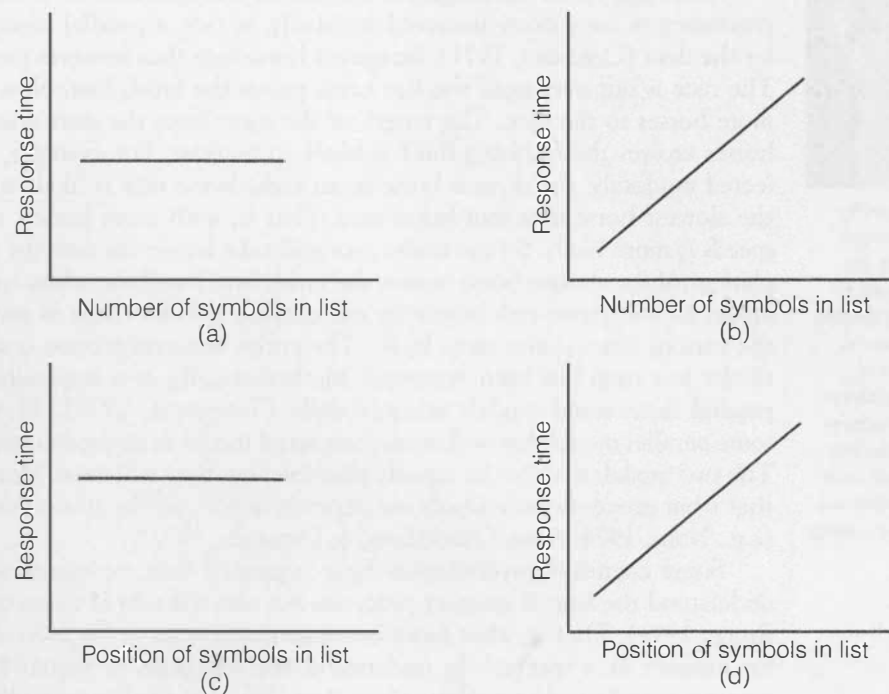 Response time
Response time
Number of symbols in list
Number of symbols in list
(a)
(b)
Response time
Response time
Position of symbols in list
Position of symbols in list
(c)
(d)